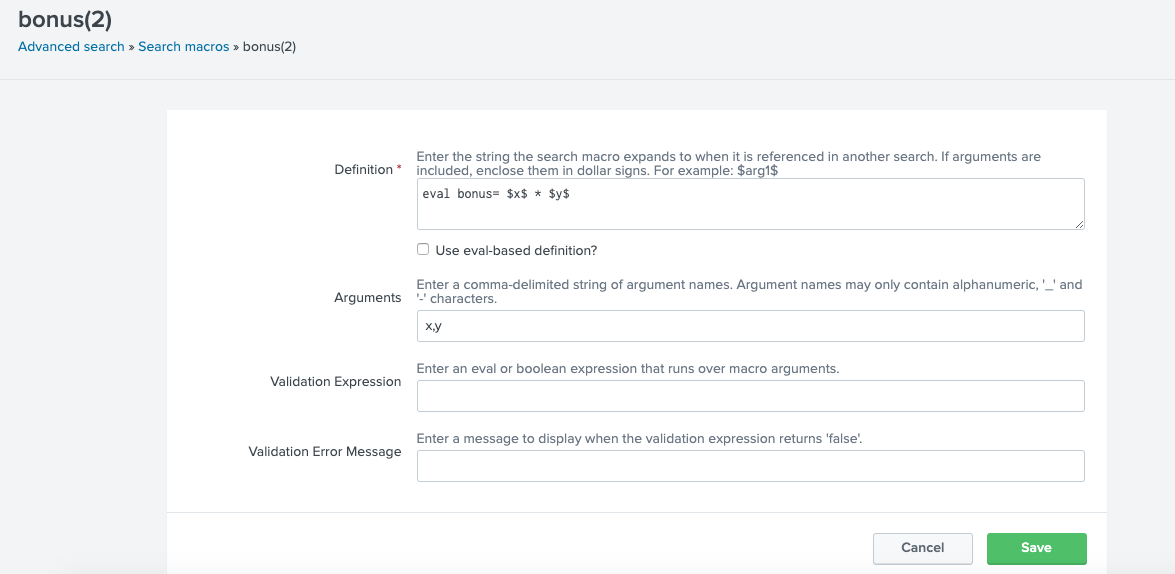 bonus(2)
Advanced search » Search macros » bonus(2)
Definition *
Enter the string the search macro expands to when it is referenced in another search. If arguments are
included, enclose them in dollar signs. For example: $arg1$
eval bonus= $x$ * $y$
Use eval-based definition?
Arguments
Enter a comma-delimited string of argument names. Argument names may only contain alphanumeric, '_' and
'-' characters.
x,y
Validation Expression
Enter an eval or boolean expression that runs over macro arguments.
Validation Error Message
Enter a message to display when the validation expression returns 'false'.
Cancel
Save